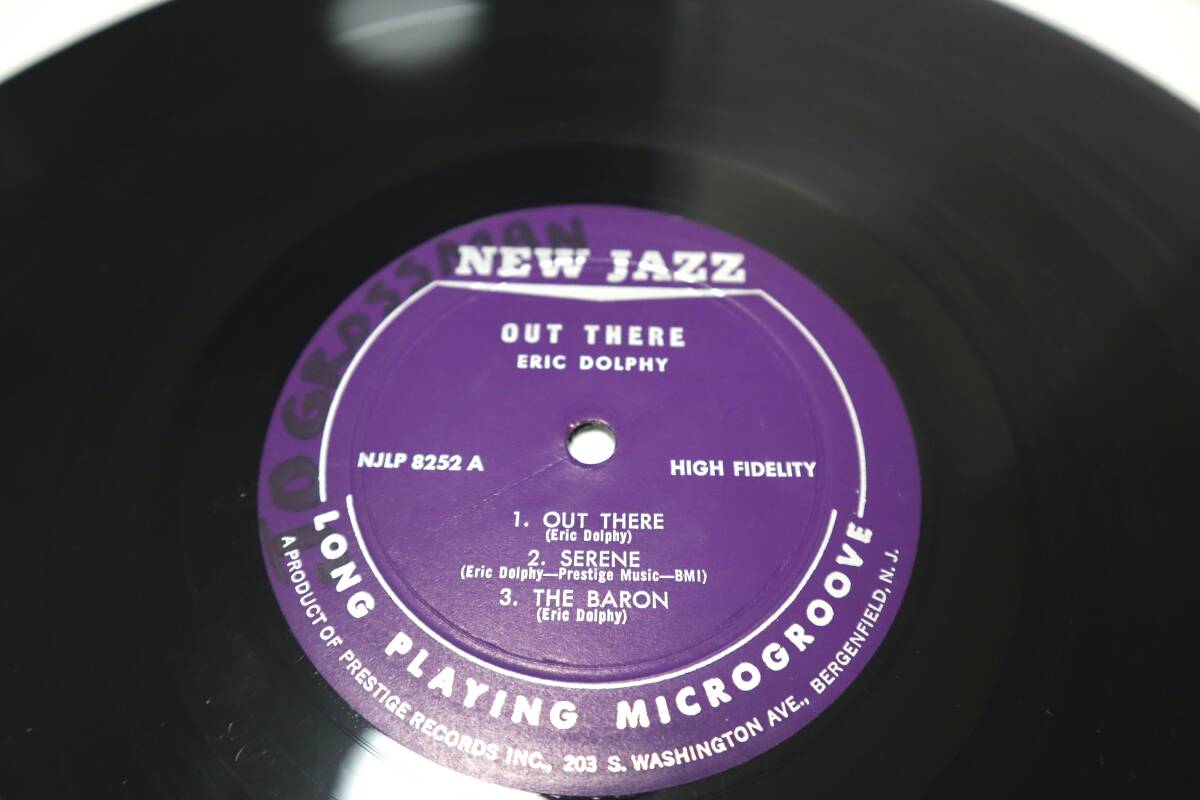 NEW JAZZ
OUT THERE
ERIC DOLPHY
NJLP 8252 A
HIGH FIDELITY
1. OUT THERE
(Eric Dolphy)
2. SERENE
(Eric Dolphy—Prestige Music—BMI)
3. THE BARON
(Eric Dolphy)
LONG PLAYING MICROGROOVE
A PRODUCT OF PRESTIGE RECORDS INC., 203 S. WASHINGTON AVE., BERGENFIELD, N. J.
GROSSMAN